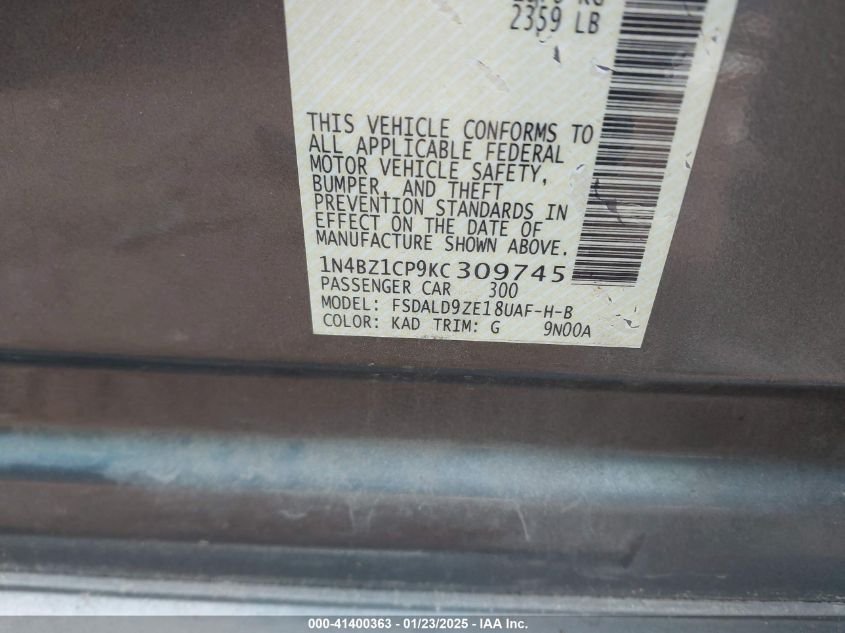 2359 LB
THIS VEHICLE CONFORMS TO
ALL APPLICABLE FEDERAL
MOTOR VEHICLE SAFETY,
BUMPER, AND THEFT
PREVENTION STANDARDS IN
EFFECT ON THE DATE OF
MANUFACTURE SHOWN ABOVE.
1N4BZ1CP9KC 309745
PASSENGER CAR 300
MODEL: FSDALD9ZE18UAF-H-B
COLOR: KAD TRIM: G 9N00A
000-41400363 — 01/23/2025 — IAA Inc.